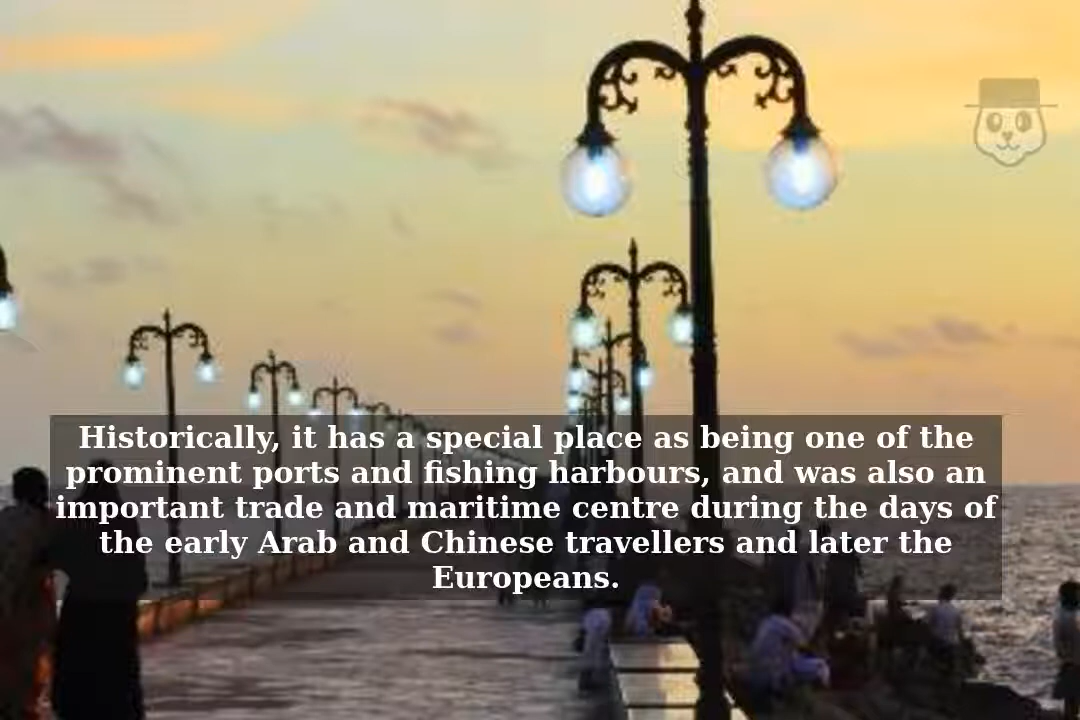 Historically, it has a special place as being one of the
prominent ports and fishing harbours, and was also an
important trade and maritime centre during the days of
the early Arab and Chinese travellers and later the
Europeans.